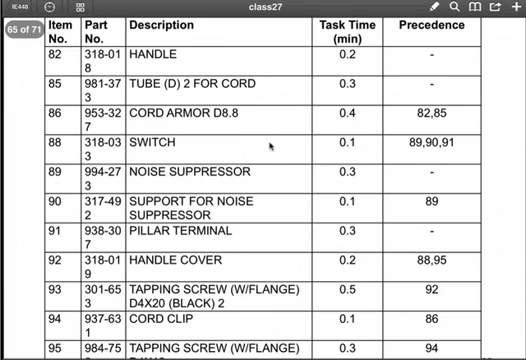 IE448
class27
65 of 71
Item No. Part No. Description Task Time (min) Precedence
82 318-018 HANDLE 0.2 -
85 981-373 TUBE (D) 2 FOR CORD 0.3 -
86 953-327 CORD ARMOR D8.8 0.4 82,85
88 318-033 SWITCH 0.1 89,90,91
89 994-273 NOISE SUPPRESSOR 0.3 -
90 317-492 SUPPORT FOR NOISE SUPPRESSOR 0.1 89
91 938-307 PILLAR TERMINAL 0.3 -
92 318-019 HANDLE COVER 0.2 88,95
93 301-653 TAPPING SCREW (W/FLANGE) D4X20 (BLACK) 2 0.5 92
94 937-631 CORD CLIP 0.1 86
95 984-75 TAPPING SCREW (W/FLANGE) 0.3 94